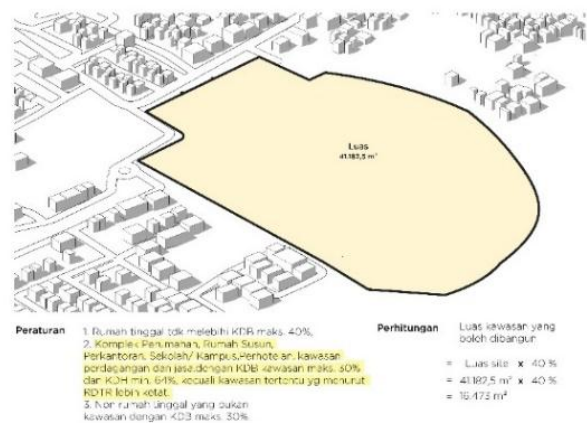 Luas
41.182,5 m²
Peraturan
1. Rumah tinggal tdk melebihi KDB maks. 40%,
2. Komplek Perumahan, Rumah Susun,
Perkantoran, Sekolah/ Kampus,Perhotelan, kawasan
perdagangan dan jasa,dengan KDB kawasan maks. 30%
dan KDH min. 64%, kecuali kawasan tertentu yg menurut
RDTR lebih ketat.
3. Non rumah tinggal yang bukan
kawasan dengan KDB maks. 30%.
Perhitungan
Luas kawasan yang
boleh dibangun
= Luas site x 40 %
= 41.182,5 m² x 40 %
= 16.473 m²